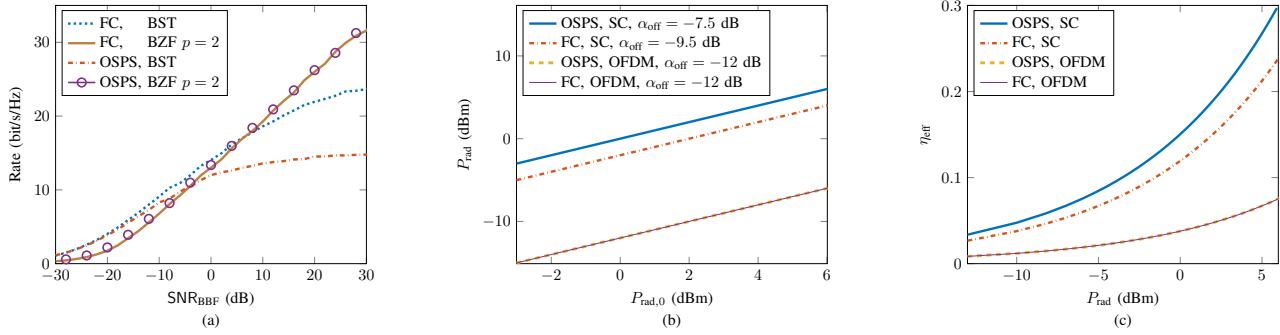 FC, BST
FC, BZF p = 2
OSPS, BST
OSPS, BZF p = 2
30
20
10
0
−30 −20 −10 0 10 20 30
Rate (bit/s/Hz)
SNR_BBF (dB)
(a)
OSPS, SC, α_off = −7.5 dB
FC, SC, α_off = −9.5 dB
OSPS, OFDM, α_off = −12 dB
FC, OFDM, α_off = −12 dB
10
0
−10
−2 0 2 4 6
P_rad (dBm)
P_rad,0 (dBm)
(b)
OSPS, SC
FC, SC
OSPS, OFDM
FC, OFDM
0.3
0.2
0.1
0
−10 −5 0 5
η_eff
P_rad (dBm)
(c)